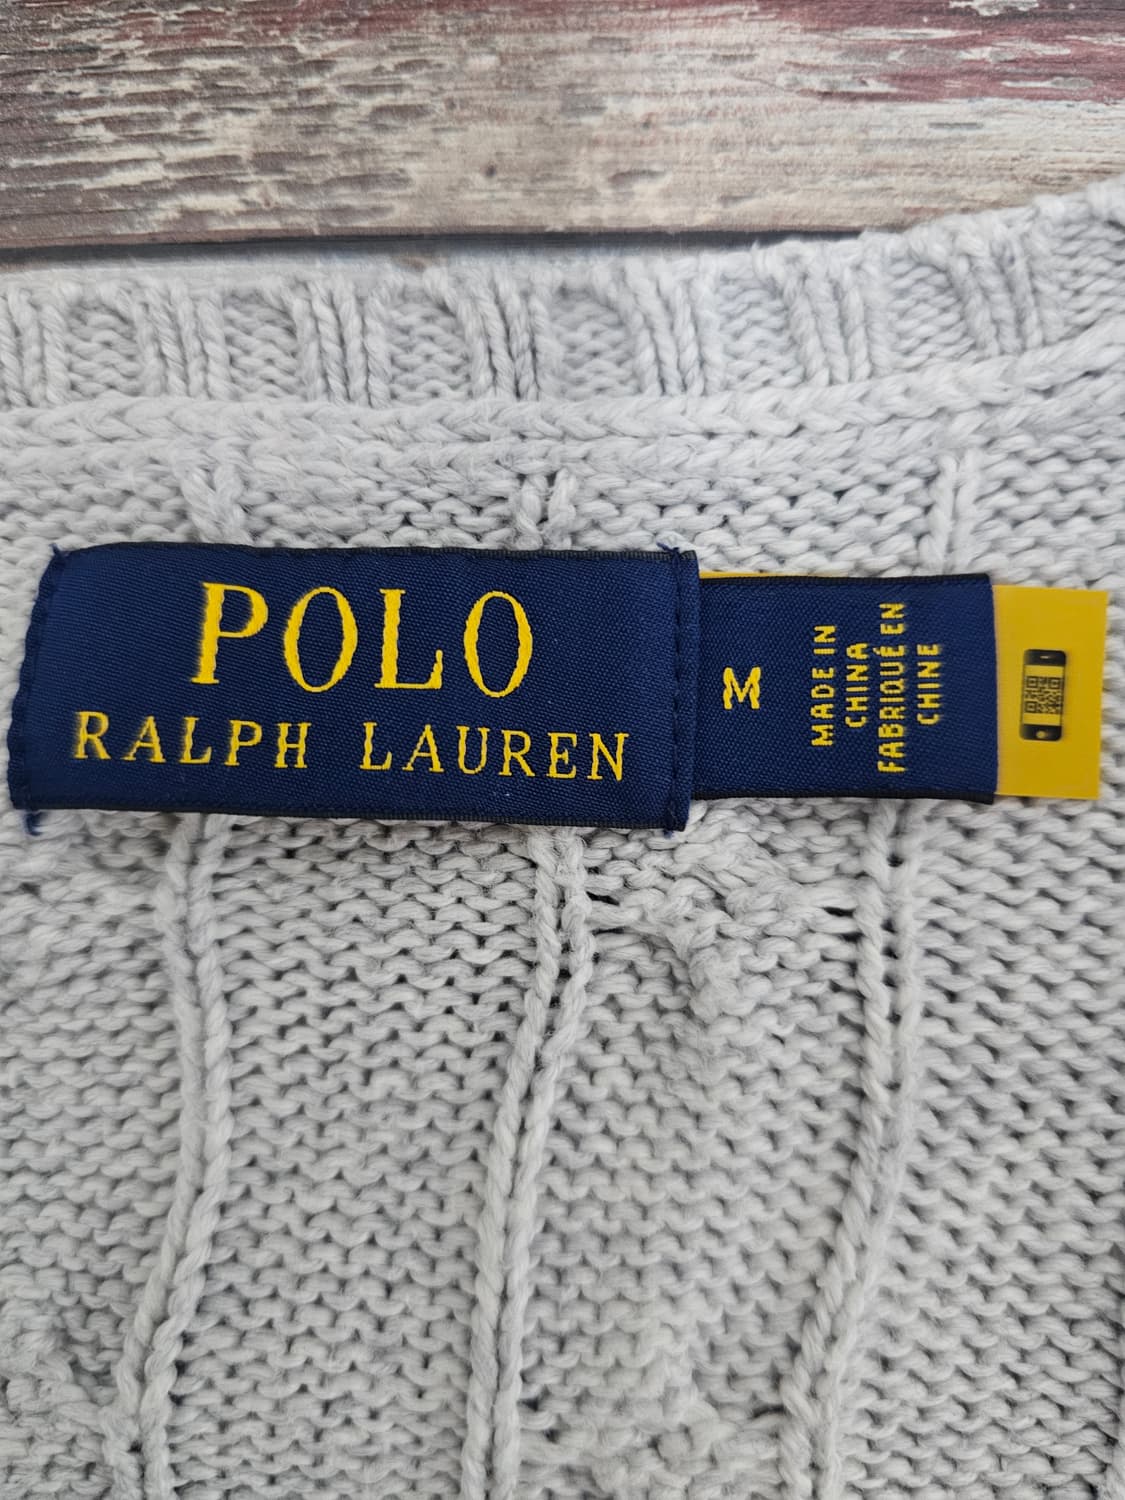 POLO
RALPH LAUREN
M
MADE IN
CHINA
FABRIQUÉ EN
CHINE